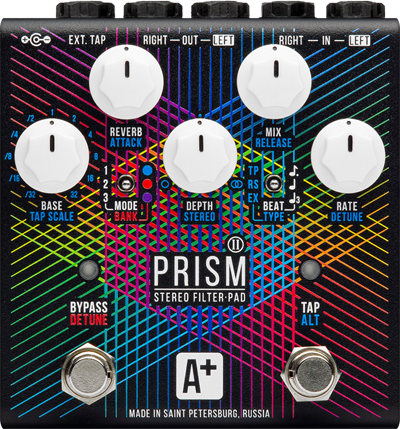 EXT. TAP RIGHT – OUT – LEFT RIGHT – IN – LEFT
REVERB MIX
ATTACK RELEASE
/2 /2
/4 /4
/8 /8
/16 /16
/32 /32
1 TP
2 RS
3 EX 3
BASE MODE DEPTH BEAT RATE
TAP SCALE BANK STEREO TYPE DETUNE
II
PRISM
STEREO FILTER·PAD
BYPASS TAP
DETUNE ALT
A+
MADE IN SAINT PETERSBURG, RUSSIA